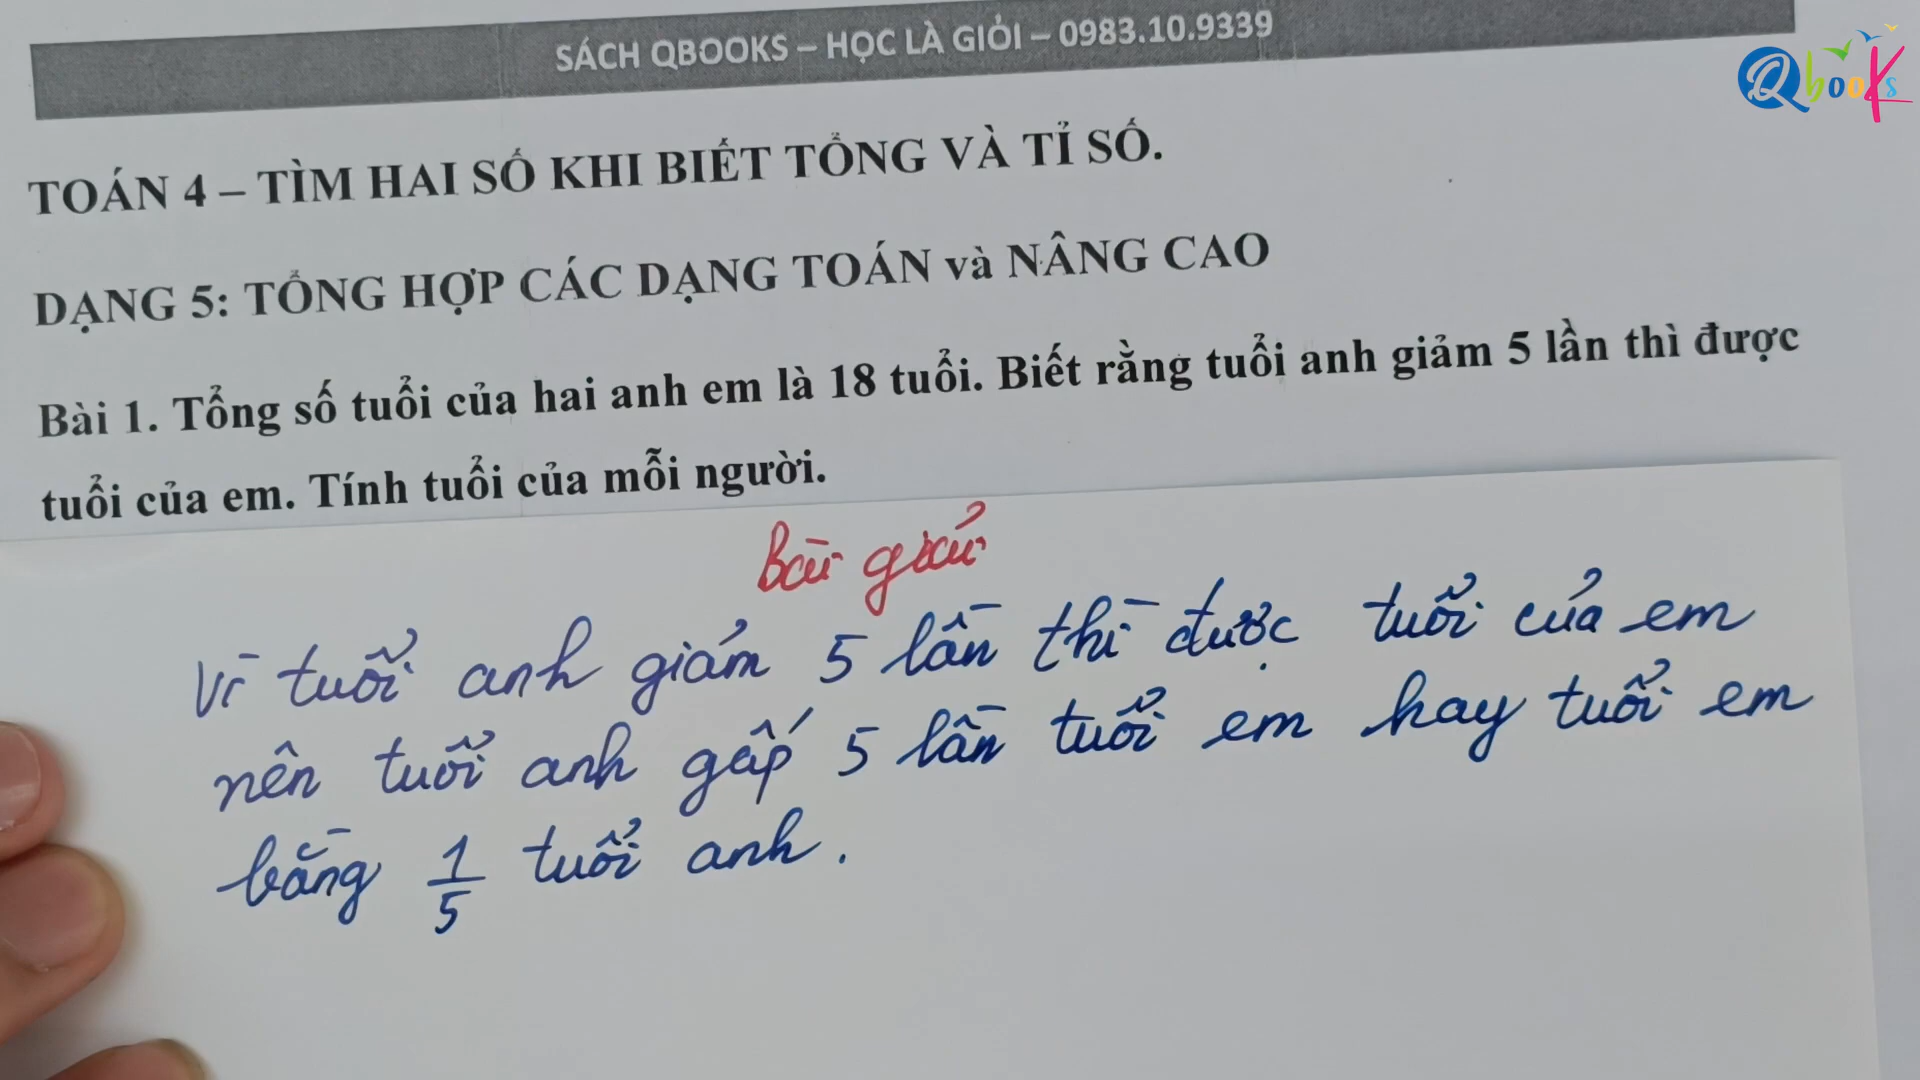 SÁCH QBOOKS – HỌC LÀ GIỎI – 0983.10.9339
Qbooks
TOÁN 4 – TÌM HAI SỐ KHI BIẾT TỔNG VÀ TỈ SỐ.
DẠNG 5: TỔNG HỢP CÁC DẠNG TOÁN và NÂNG CAO
Bài 1. Tổng số tuổi của hai anh em là 18 tuổi. Biết rằng tuổi anh giảm 5 lần thì được
tuổi của em. Tính tuổi của mỗi người.
Bài giải
Vì tuổi anh giảm 5 lần thì được tuổi của em
nên tuổi anh gấp 5 lần tuổi em hay tuổi em
bằng 1/5 tuổi anh.